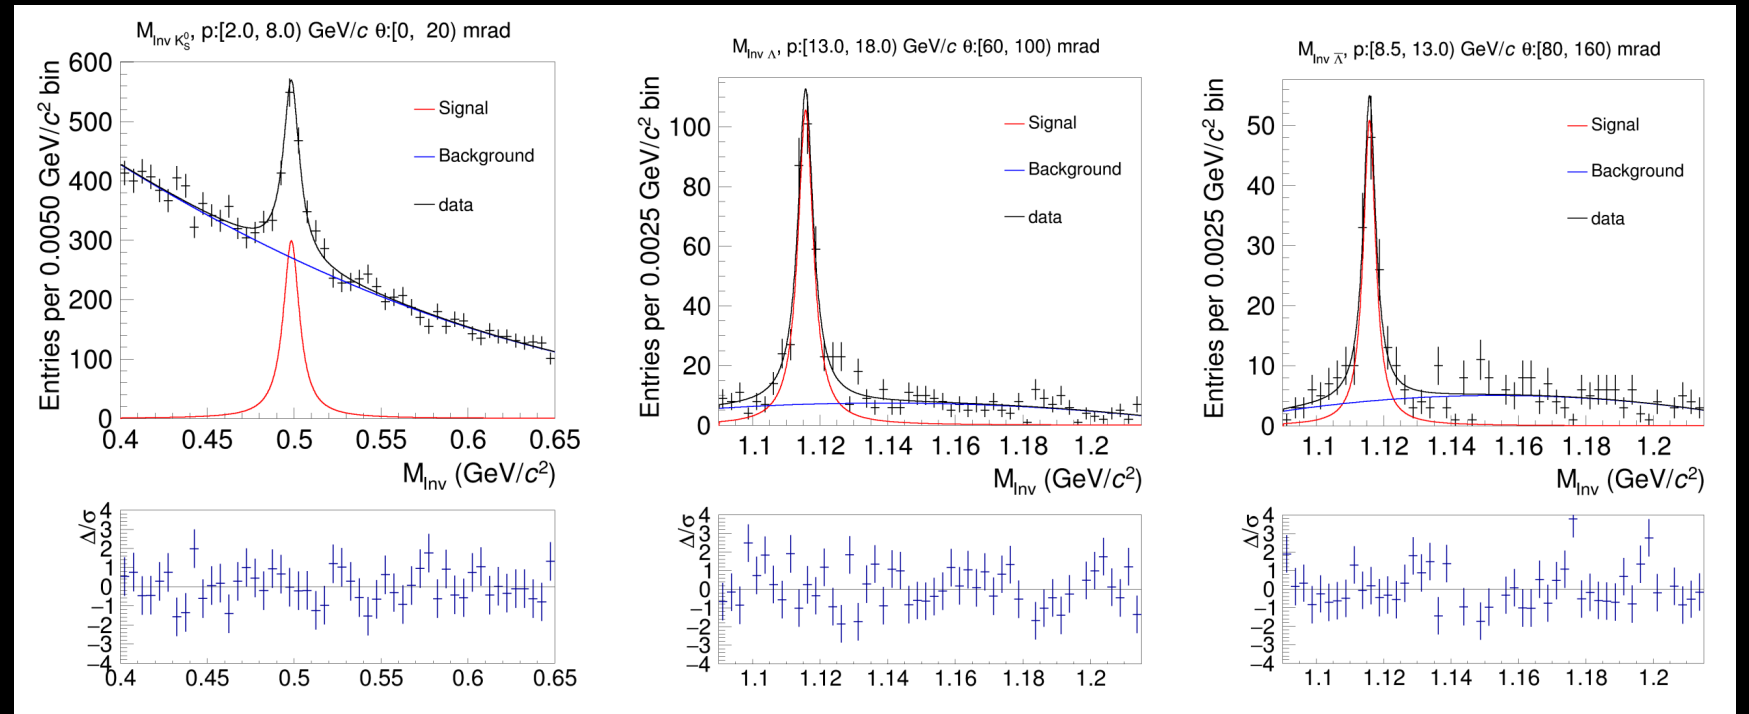 M_Inv K_S^0, p:[2.0, 8.0) GeV/c θ:[0, 20) mrad
Entries per 0.0050 GeV/c² bin
600
500
400
300
200
100
0
Signal
Background
data
0.4 0.45 0.5 0.55 0.6 0.65
M_Inv (GeV/c²)
Δ/σ
4
3
2
1
0
−1
−2
−3
−4
0.4 0.45 0.5 0.55 0.6 0.65
M_Inv Λ, p:[13.0, 18.0) GeV/c θ:[60, 100) mrad
Entries per 0.0025 GeV/c² bin
100
80
60
40
20
0
Signal
Background
data
1.1 1.12 1.14 1.16 1.18 1.2
M_Inv (GeV/c²)
Δ/σ
4
3
2
1
0
−1
−2
−3
−4
1.1 1.12 1.14 1.16 1.18 1.2
M_Inv Λ̅, p:[8.5, 13.0) GeV/c θ:[80, 160) mrad
Entries per 0.0025 GeV/c² bin
50
40
30
20
10
0
Signal
Background
data
1.1 1.12 1.14 1.16 1.18 1.2
M_Inv (GeV/c²)
Δ/σ
4
3
2
1
0
−1
−2
−3
−4
1.1 1.12 1.14 1.16 1.18 1.2